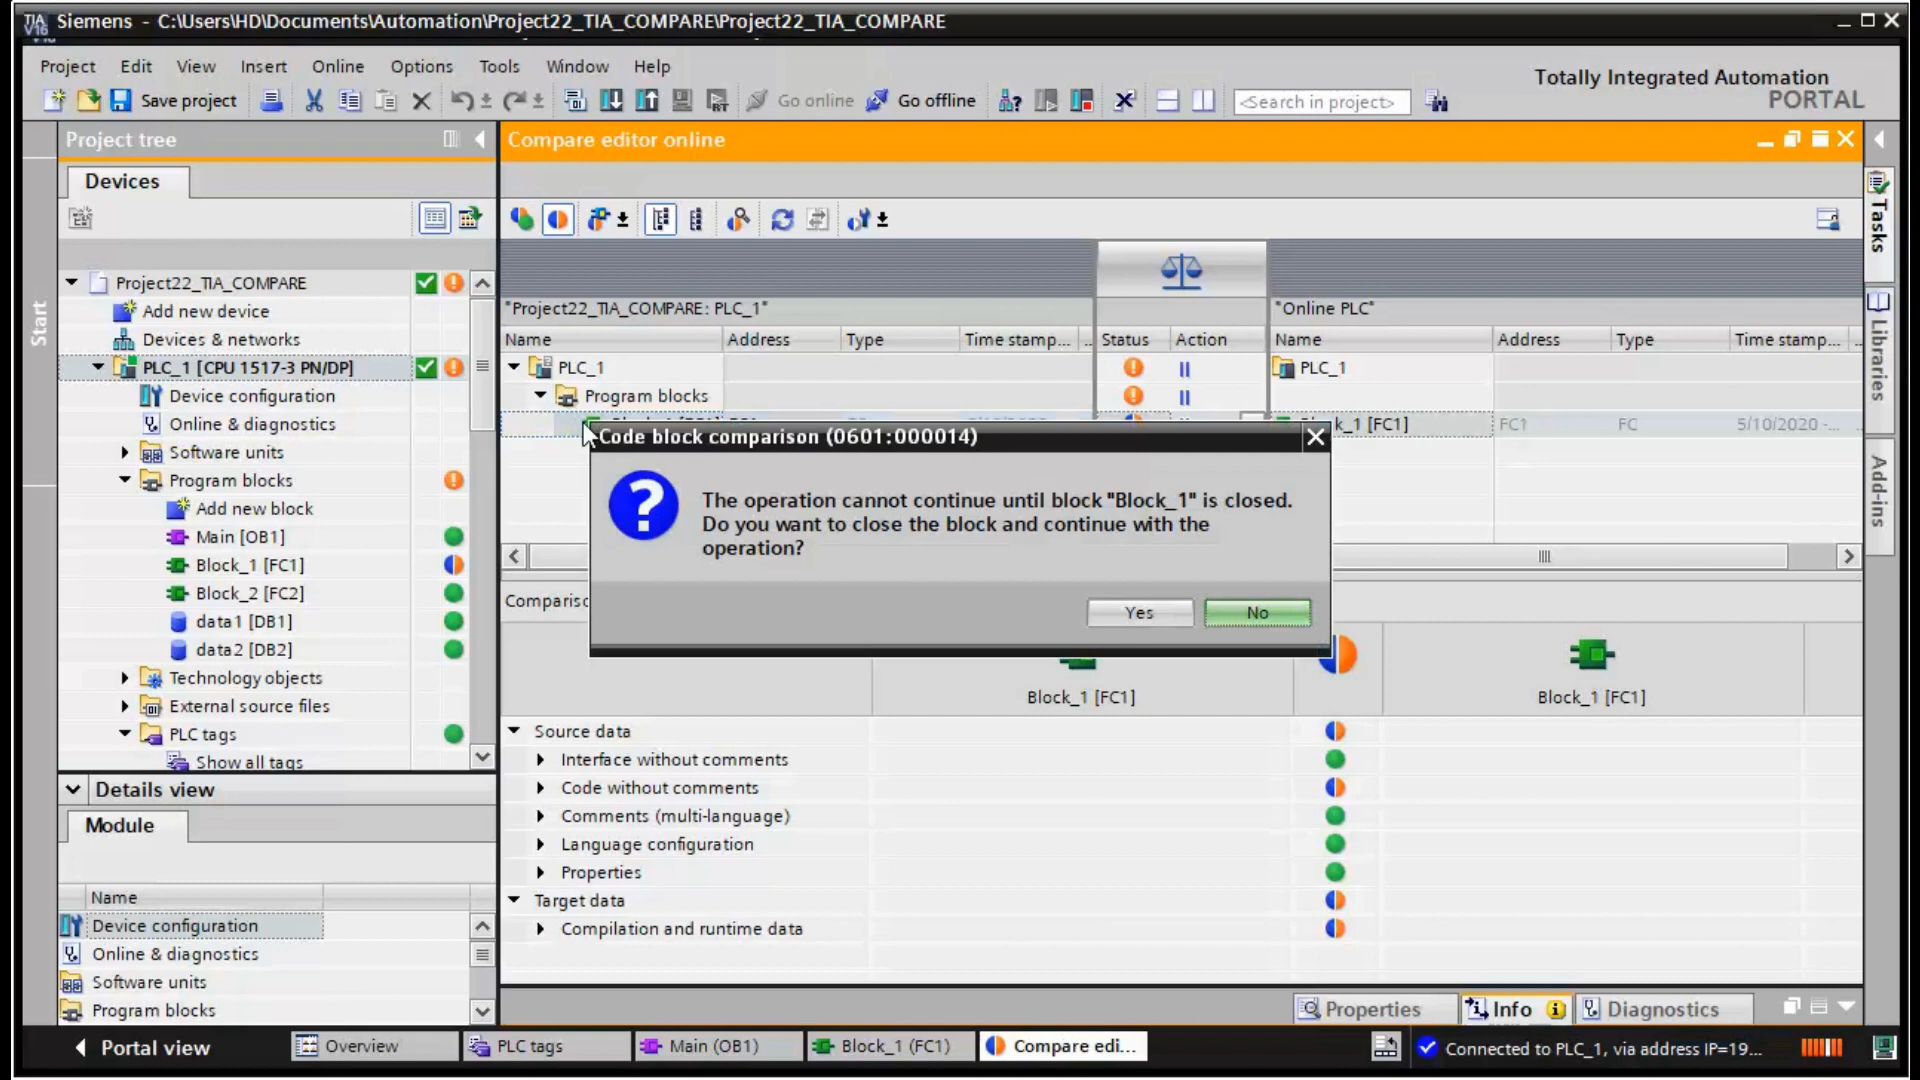 Siemens - C:\Users\HD\Documents\Automation\Project22_TIA_COMPARE\Project22_TIA_COMPARE
Project Edit View Insert Online Options Tools Window Help
Totally Integrated Automation
PORTAL
Save project Go online Go offline <Search in project>
Project tree
Compare editor online
Devices
Project22_TIA_COMPARE
Add new device
Devices & networks
PLC_1 [CPU 1517-3 PN/DP]
Device configuration
Online & diagnostics
Software units
Program blocks
Add new block
Main [OB1]
Block_1 [FC1]
Block_2 [FC2]
data1 [DB1]
data2 [DB2]
Technology objects
External source files
PLC tags
Show all tags
Details view
Module
Name
Device configuration
Online & diagnostics
Software units
Program blocks
"Project22_TIA_COMPARE: PLC_1"
"Online PLC"
Name Address Type Time stamp... .. Status Action Name Address Type Time stamp... ..
PLC_1 PLC_1
Program blocks
k_1 [FC1] FC1 FC 5/10/2020 -...
Code block comparison (0601:000014)
The operation cannot continue until block "Block_1" is closed.
Do you want to close the block and continue with the
operation?
Yes No
Block_1 [FC1] Block_1 [FC1]
Source data
Interface without comments
Code without comments
Comments (multi-language)
Language configuration
Properties
Target data
Compilation and runtime data
Properties Info Diagnostics
Portal view Overview PLC tags Main (OB1) Block_1 (FC1) Compare edi... Connected to PLC_1, via address IP=19...
Start
Tasks
Libraries
Add-ins